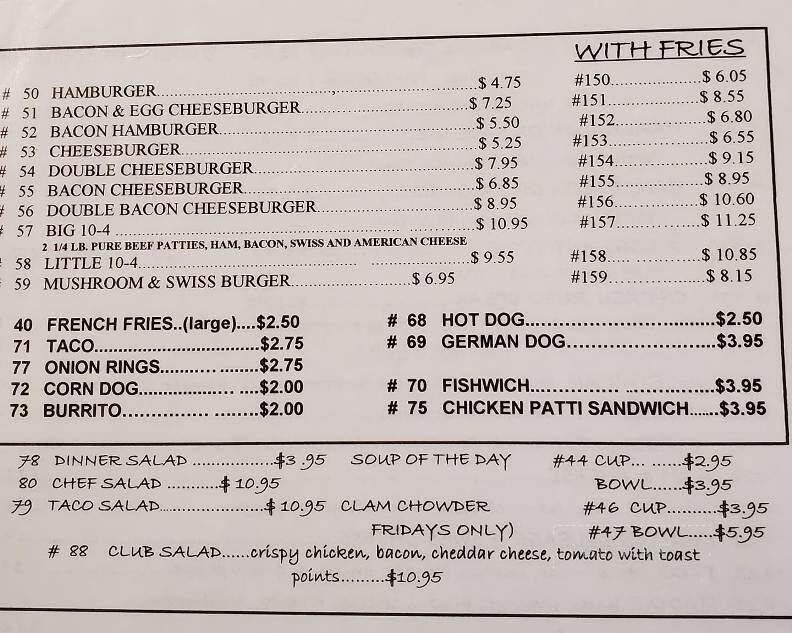 WITH FRIES
# 50 HAMBURGER..........$ 4.75 #150..........$ 6.05
# 51 BACON & EGG CHEESEBURGER..........$ 7.25 #151..........$ 8.55
# 52 BACON HAMBURGER..........$ 5.50 #152..........$ 6.80
# 53 CHEESEBURGER..........$ 5.25 #153..........$ 6.55
# 54 DOUBLE CHEESEBURGER..........$ 7.95 #154..........$ 9.15
# 55 BACON CHEESEBURGER..........$ 6.85 #155..........$ 8.95
# 56 DOUBLE BACON CHEESEBURGER..........$ 8.95 #156..........$ 10.60
# 57 BIG 10-4 ..........$ 10.95 #157..........$ 11.25
2 1/4 LB. PURE BEEF PATTIES, HAM, BACON, SWISS AND AMERICAN CHEESE
58 LITTLE 10-4..........$ 9.55 #158..........$ 10.85
59 MUSHROOM & SWISS BURGER..........$ 6.95 #159..........$ 8.15
40 FRENCH FRIES..(large)....$2.50 # 68 HOT DOG..........$2.50
71 TACO..........$2.75 # 69 GERMAN DOG..........$3.95
77 ONION RINGS..........$2.75
72 CORN DOG..........$2.00 # 70 FISHWICH..........$3.95
73 BURRITO..........$2.00 # 75 CHICKEN PATTI SANDWICH.......$3.95
78 DINNER SALAD ..........$3.95 SOUP OF THE DAY #44 CUP... ......$2.95
80 CHEF SALAD ..........$ 10.95 BOWL......$3.95
79 TACO SALAD..........$ 10.95 CLAM CHOWDER #46 CUP..........$3.95
FRIDAYS ONLY) #47 BOWL.....$5.95
# 88 CLUB SALAD......crispy chicken, bacon, cheddar cheese, tomato with toast
points.........$10.95